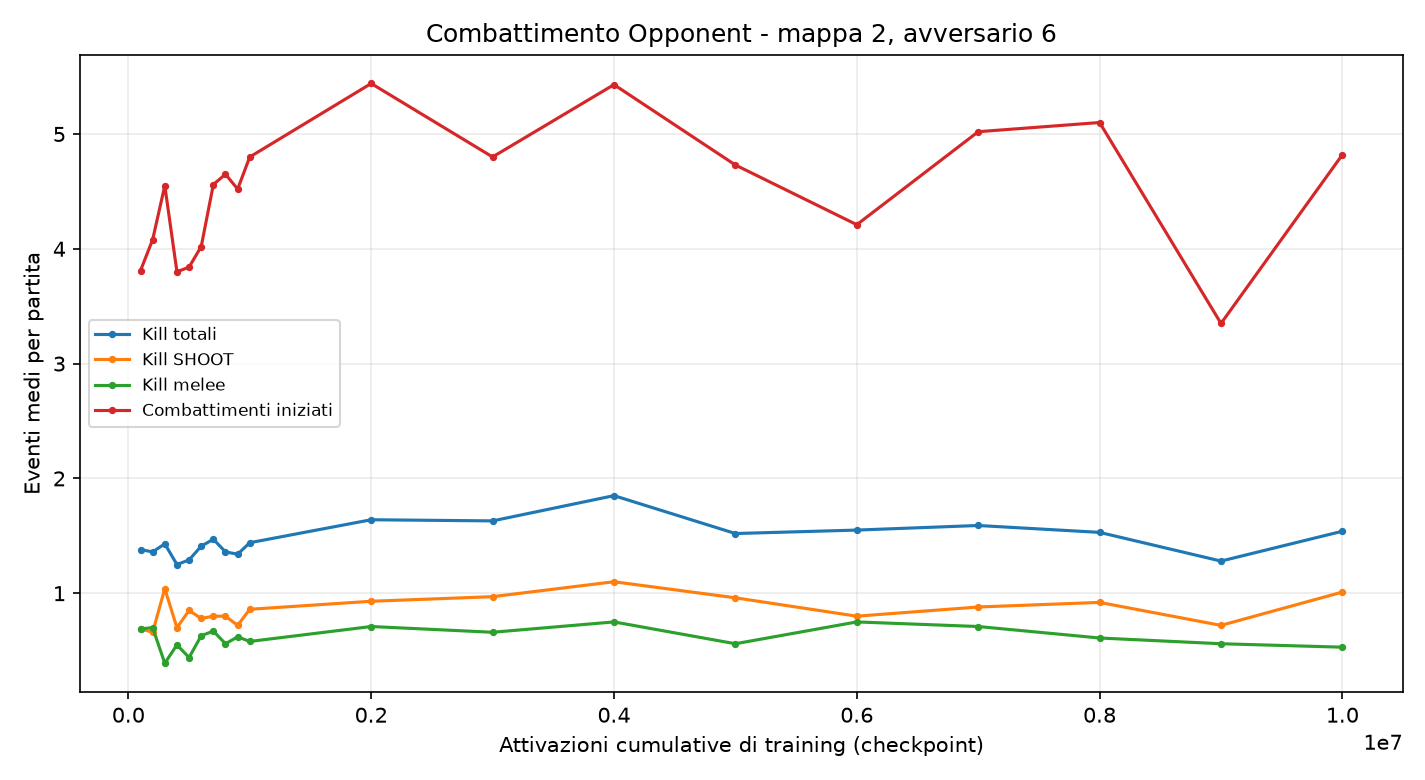 Combattimento Opponent - mappa 2, avversario 6
Eventi medi per partita
5
4
3
2
1
Kill totali
Kill SHOOT
Kill melee
Combattimenti iniziati
0.0 0.2 0.4 0.6 0.8 1.0
1e7
Attivazioni cumulative di training (checkpoint)